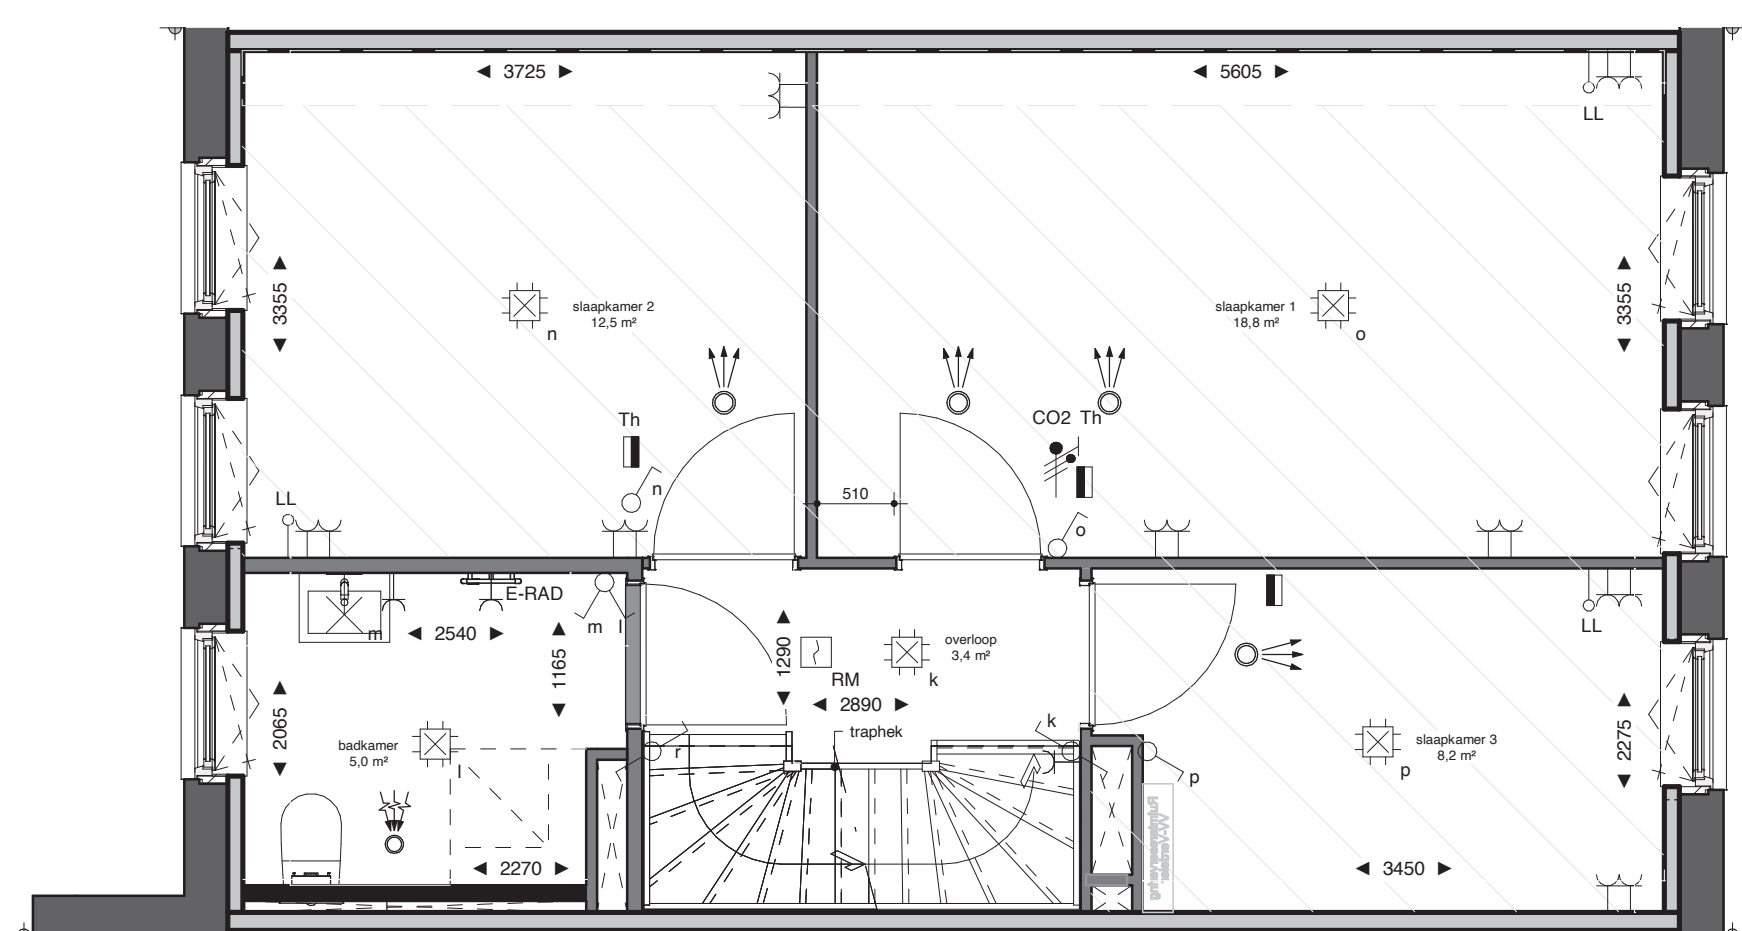 3725
5605
LL
3355
slaapkamer 2
12,5 m²
n
slaapkamer 1
18,8 m²
o
3355
Th
n
CO2 Th
o
510
LL
E-RAD
m
2540
m
l
1165
1290
RM
2890
k
overloop
3,4 m²
LL
2065
badkamer
5,0 m²
l
r
traphek
k
p
slaapkamer 3
8,2 m²
p
2275
2270
3450